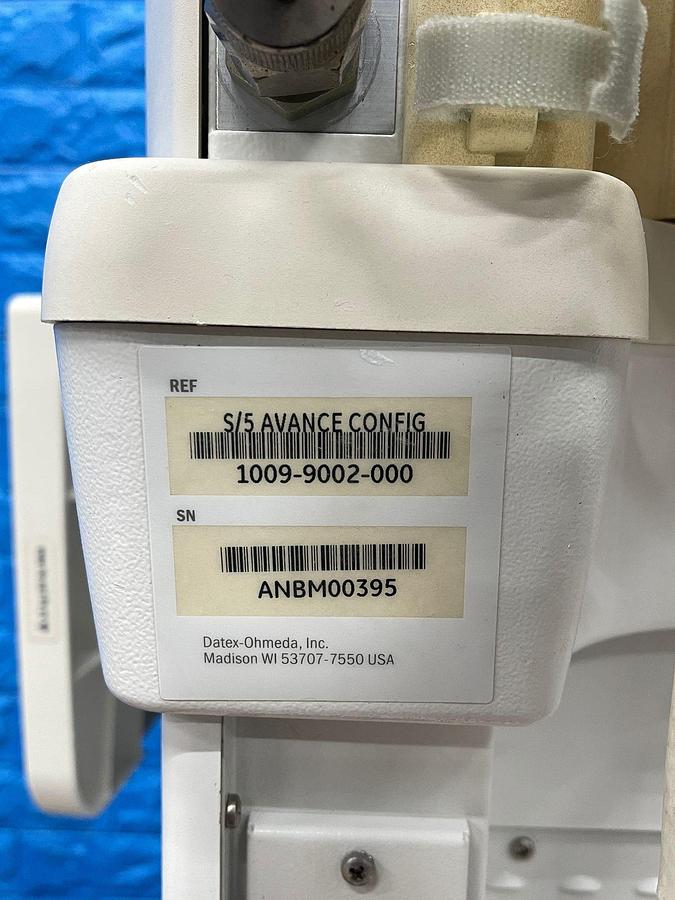 REF
S/5 AVANCE CONFIG
1009-9002-000
SN
ANBM00395
Datex-Ohmeda, Inc.
Madison WI 53707-7550 USA